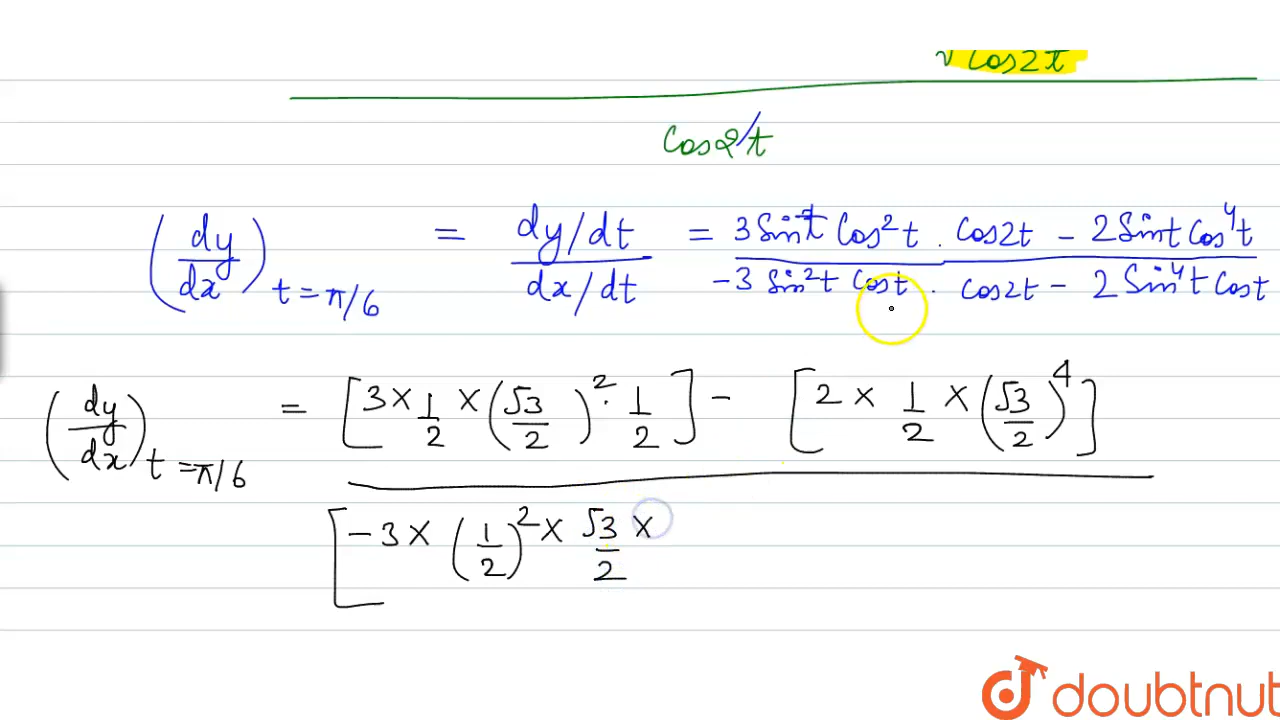 √cos2t
cos2t
(dy/dx)t=π/6 = (dy/dt)/(dx/dt) = (3 Sin t Cos²t . cos2t - 2 Sint Cos⁴t)/(-3 Sin²t Cos t . cos2t - 2 Sin⁴t Cost)
(dy/dx)t=π/6 = [3 × 1/2 × (√3/2)² . 1/2] - [2 × 1/2 × (√3/2)⁴]
[-3 × (1/2)² × √3/2 ×
doubtnut